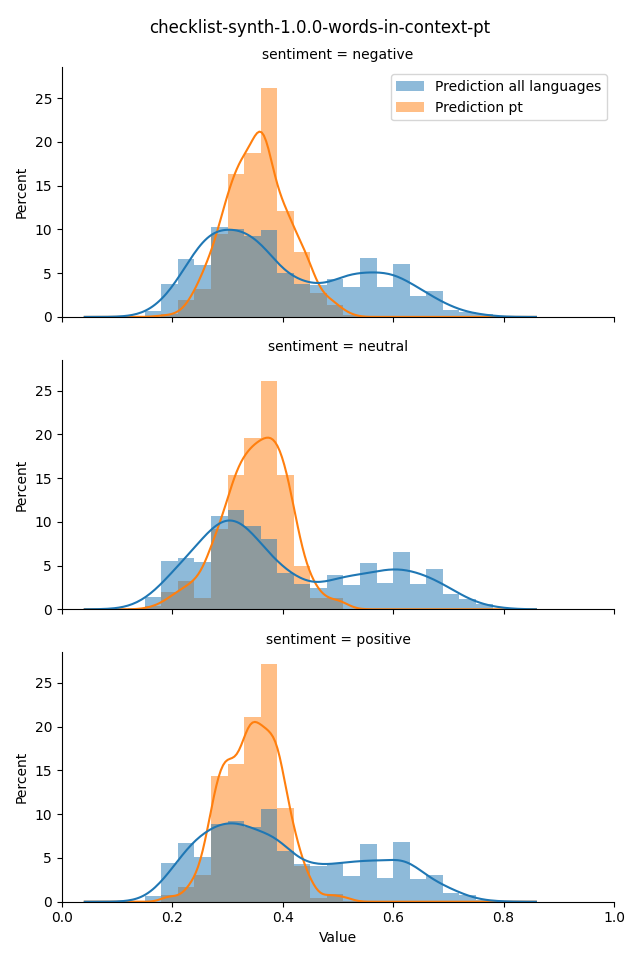 checklist-synth-1.0.0-words-in-context-pt
sentiment = negative
Prediction all languages
Prediction pt
25
20
15
10
5
0
Percent
sentiment = neutral
25
20
15
10
5
0
Percent
sentiment = positive
25
20
15
10
5
0
Percent
0.0 0.2 0.4 0.6 0.8 1.0
Value